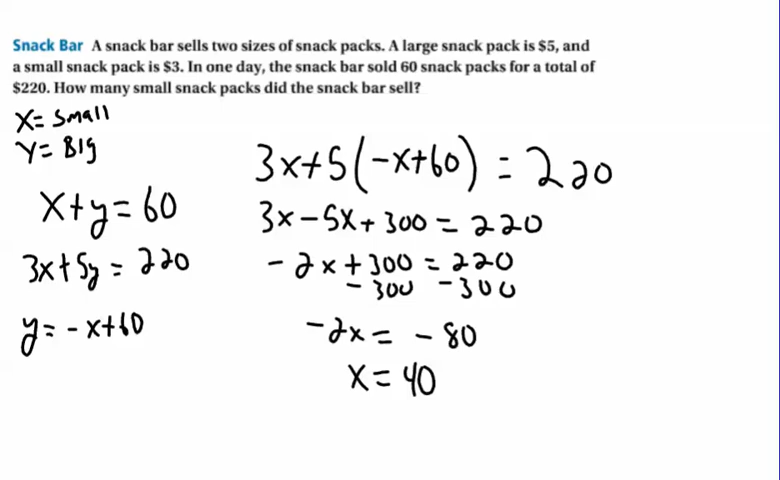 Snack Bar A snack bar sells two sizes of snack packs. A large snack pack is $5, and
a small snack pack is $3. In one day, the snack bar sold 60 snack packs for a total of
$220. How many small snack packs did the snack bar sell?
X = Small
Y = Big
x + y = 60
3x + 5y = 220
y = - x + 60
3x + 5(-x + 60) = 220
3x - 5x + 300 = 220
- 2x + 300 = 220
- 300 - 300
-2x = - 80
x = 40